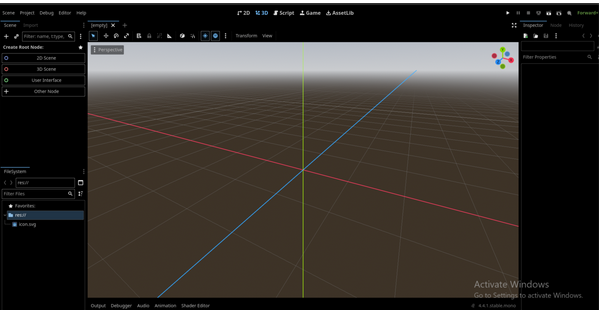 Scene Project Debug Editor Help
2D 3D Script Game AssetLib
Forward+
Scene Import
[empty]
Inspector Node History
Filter: name, t:type,
Transform View
Create Root Node:
2D Scene
3D Scene
User Interface
Other Node
Perspective
Y
X
Z
Filter Properties
FileSystem
res://
Filter Files
Favorites:
res://
icon.svg
Activate Windows
Go to Settings to activate Windows.
Output Debugger Audio Animation Shader Editor
4.4.1.stable.mono